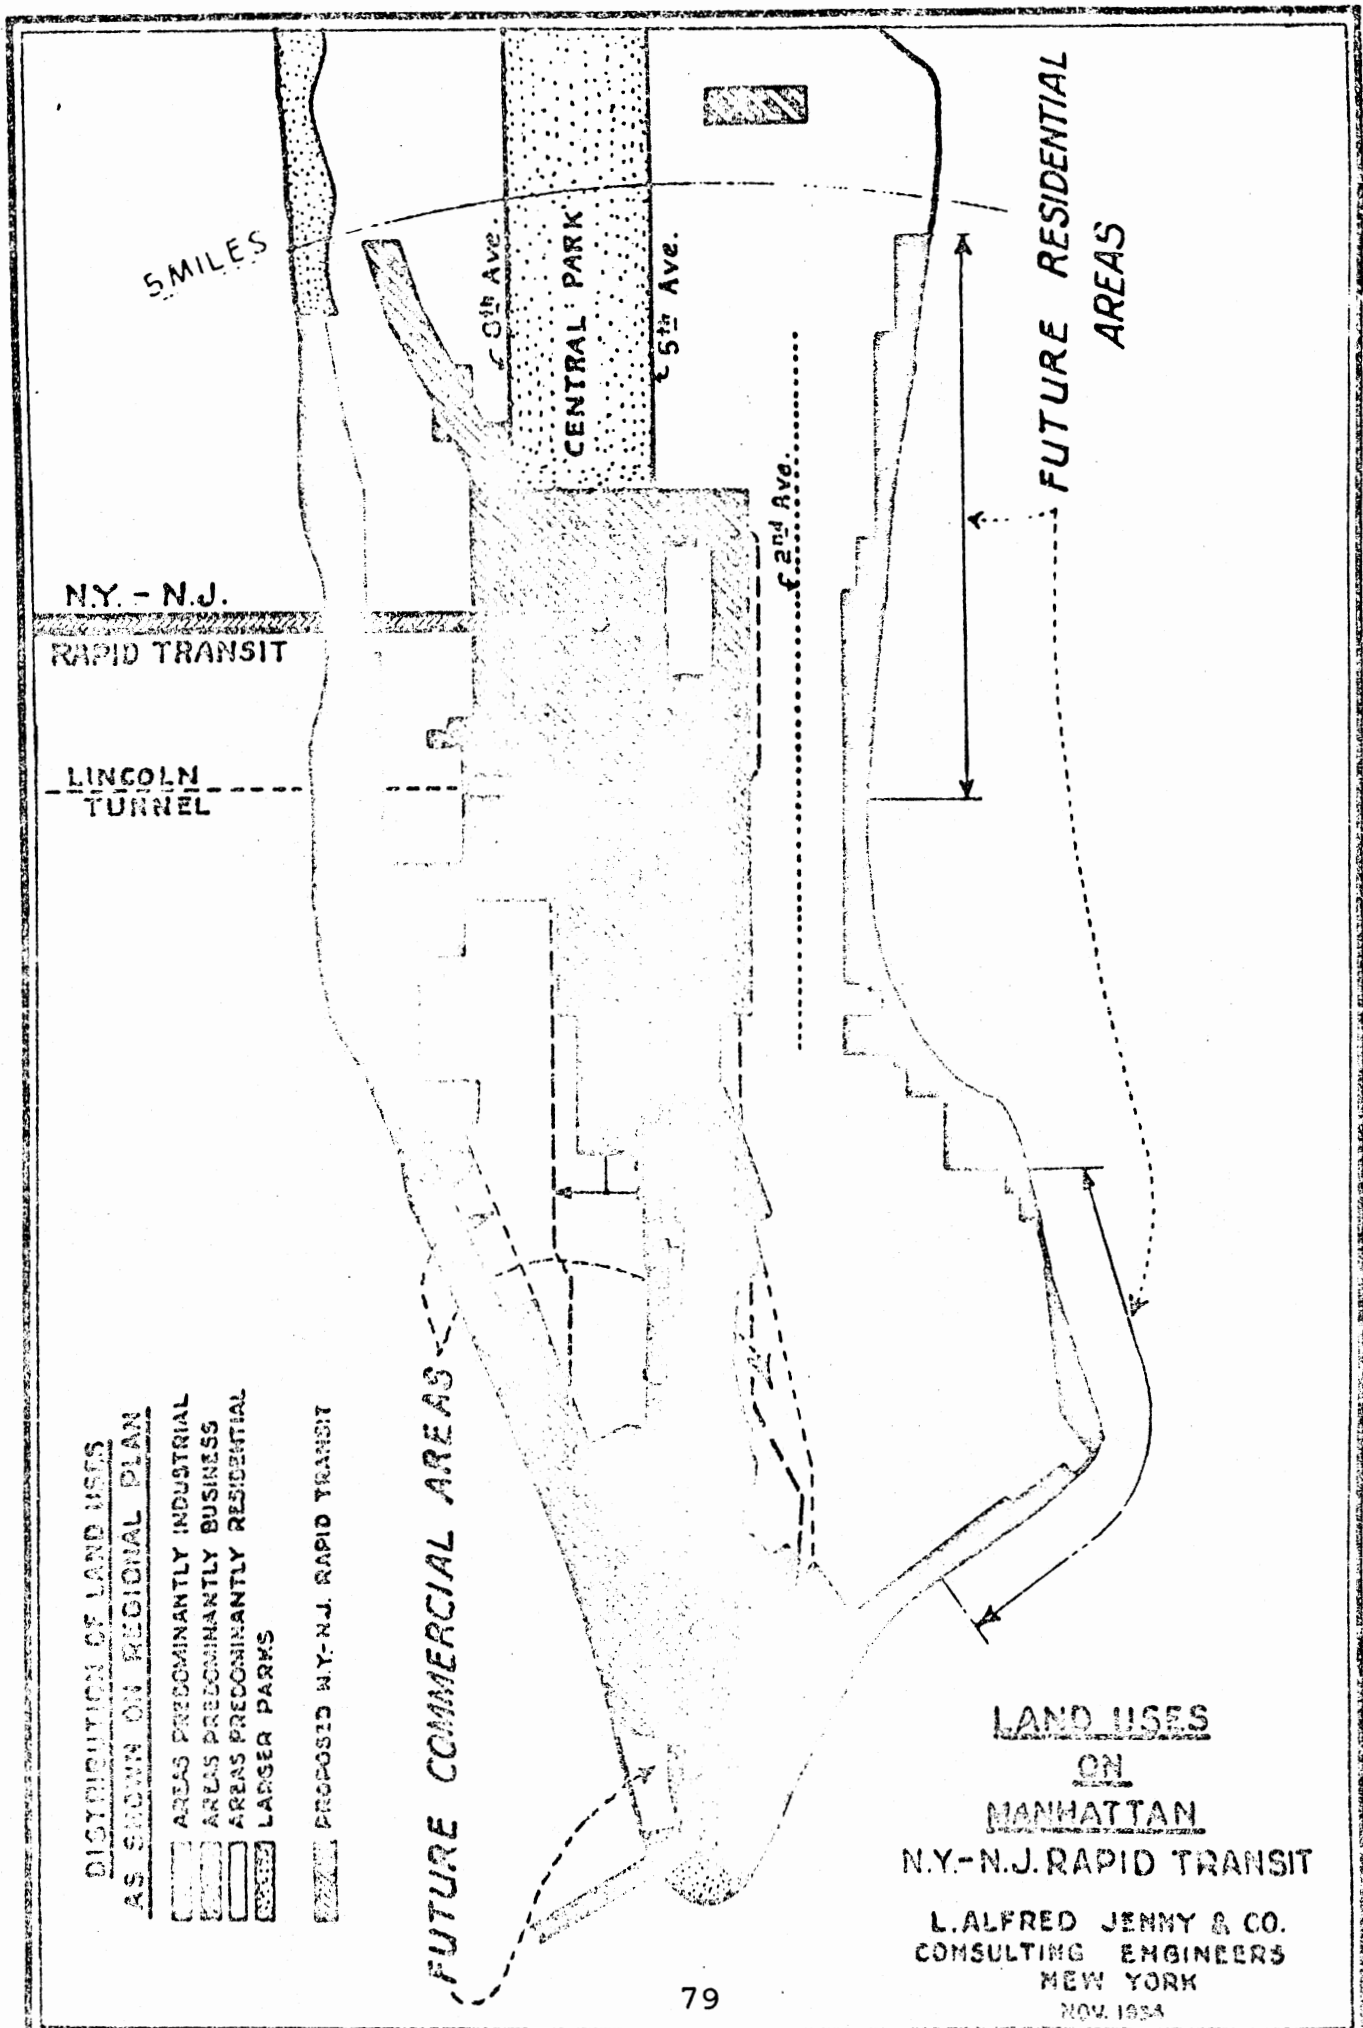 5 MILES
8th Ave.
CENTRAL PARK
℄ 5th Ave.
℄ 2nd Ave.
FUTURE RESIDENTIAL
AREAS
N.Y. - N.J.
RAPID TRANSIT
LINCOLN
TUNNEL
DISTRIBUTION OF LAND USES
AS SHOWN ON REGIONAL PLAN
AREAS PREDOMINANTLY INDUSTRIAL
AREAS PREDOMINANTLY BUSINESS
AREAS PREDOMINANTLY RESIDENTIAL
LARGER PARKS
PROPOSED N.Y.-N.J. RAPID TRANSIT
FUTURE COMMERCIAL AREAS
LAND USES
ON
MANHATTAN
N.Y.-N.J. RAPID TRANSIT
L. ALFRED JENNY & CO.
CONSULTING ENGINEERS
NEW YORK
NOV.
79